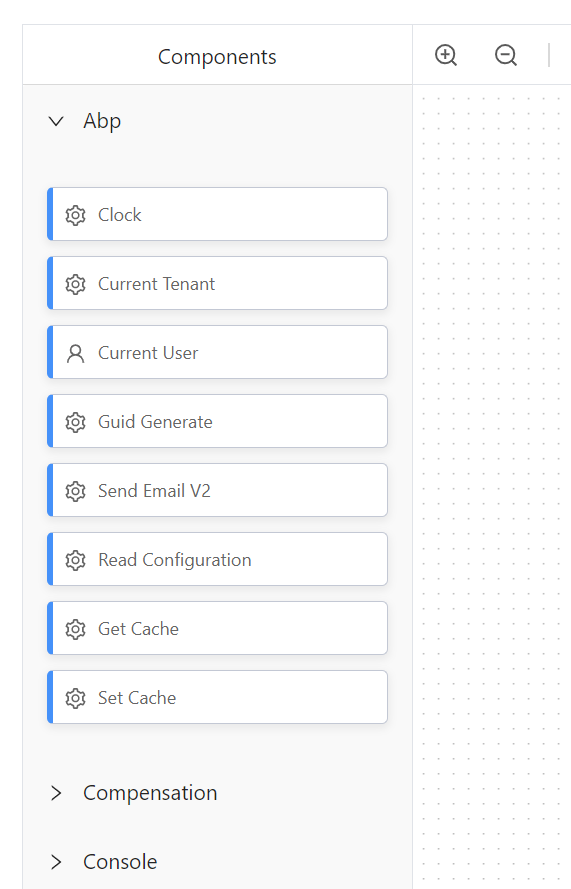 Components
Abp
Clock
Current Tenant
Current User
Guid Generate
Send Email V2
Read Configuration
Get Cache
Set Cache
Compensation
Console